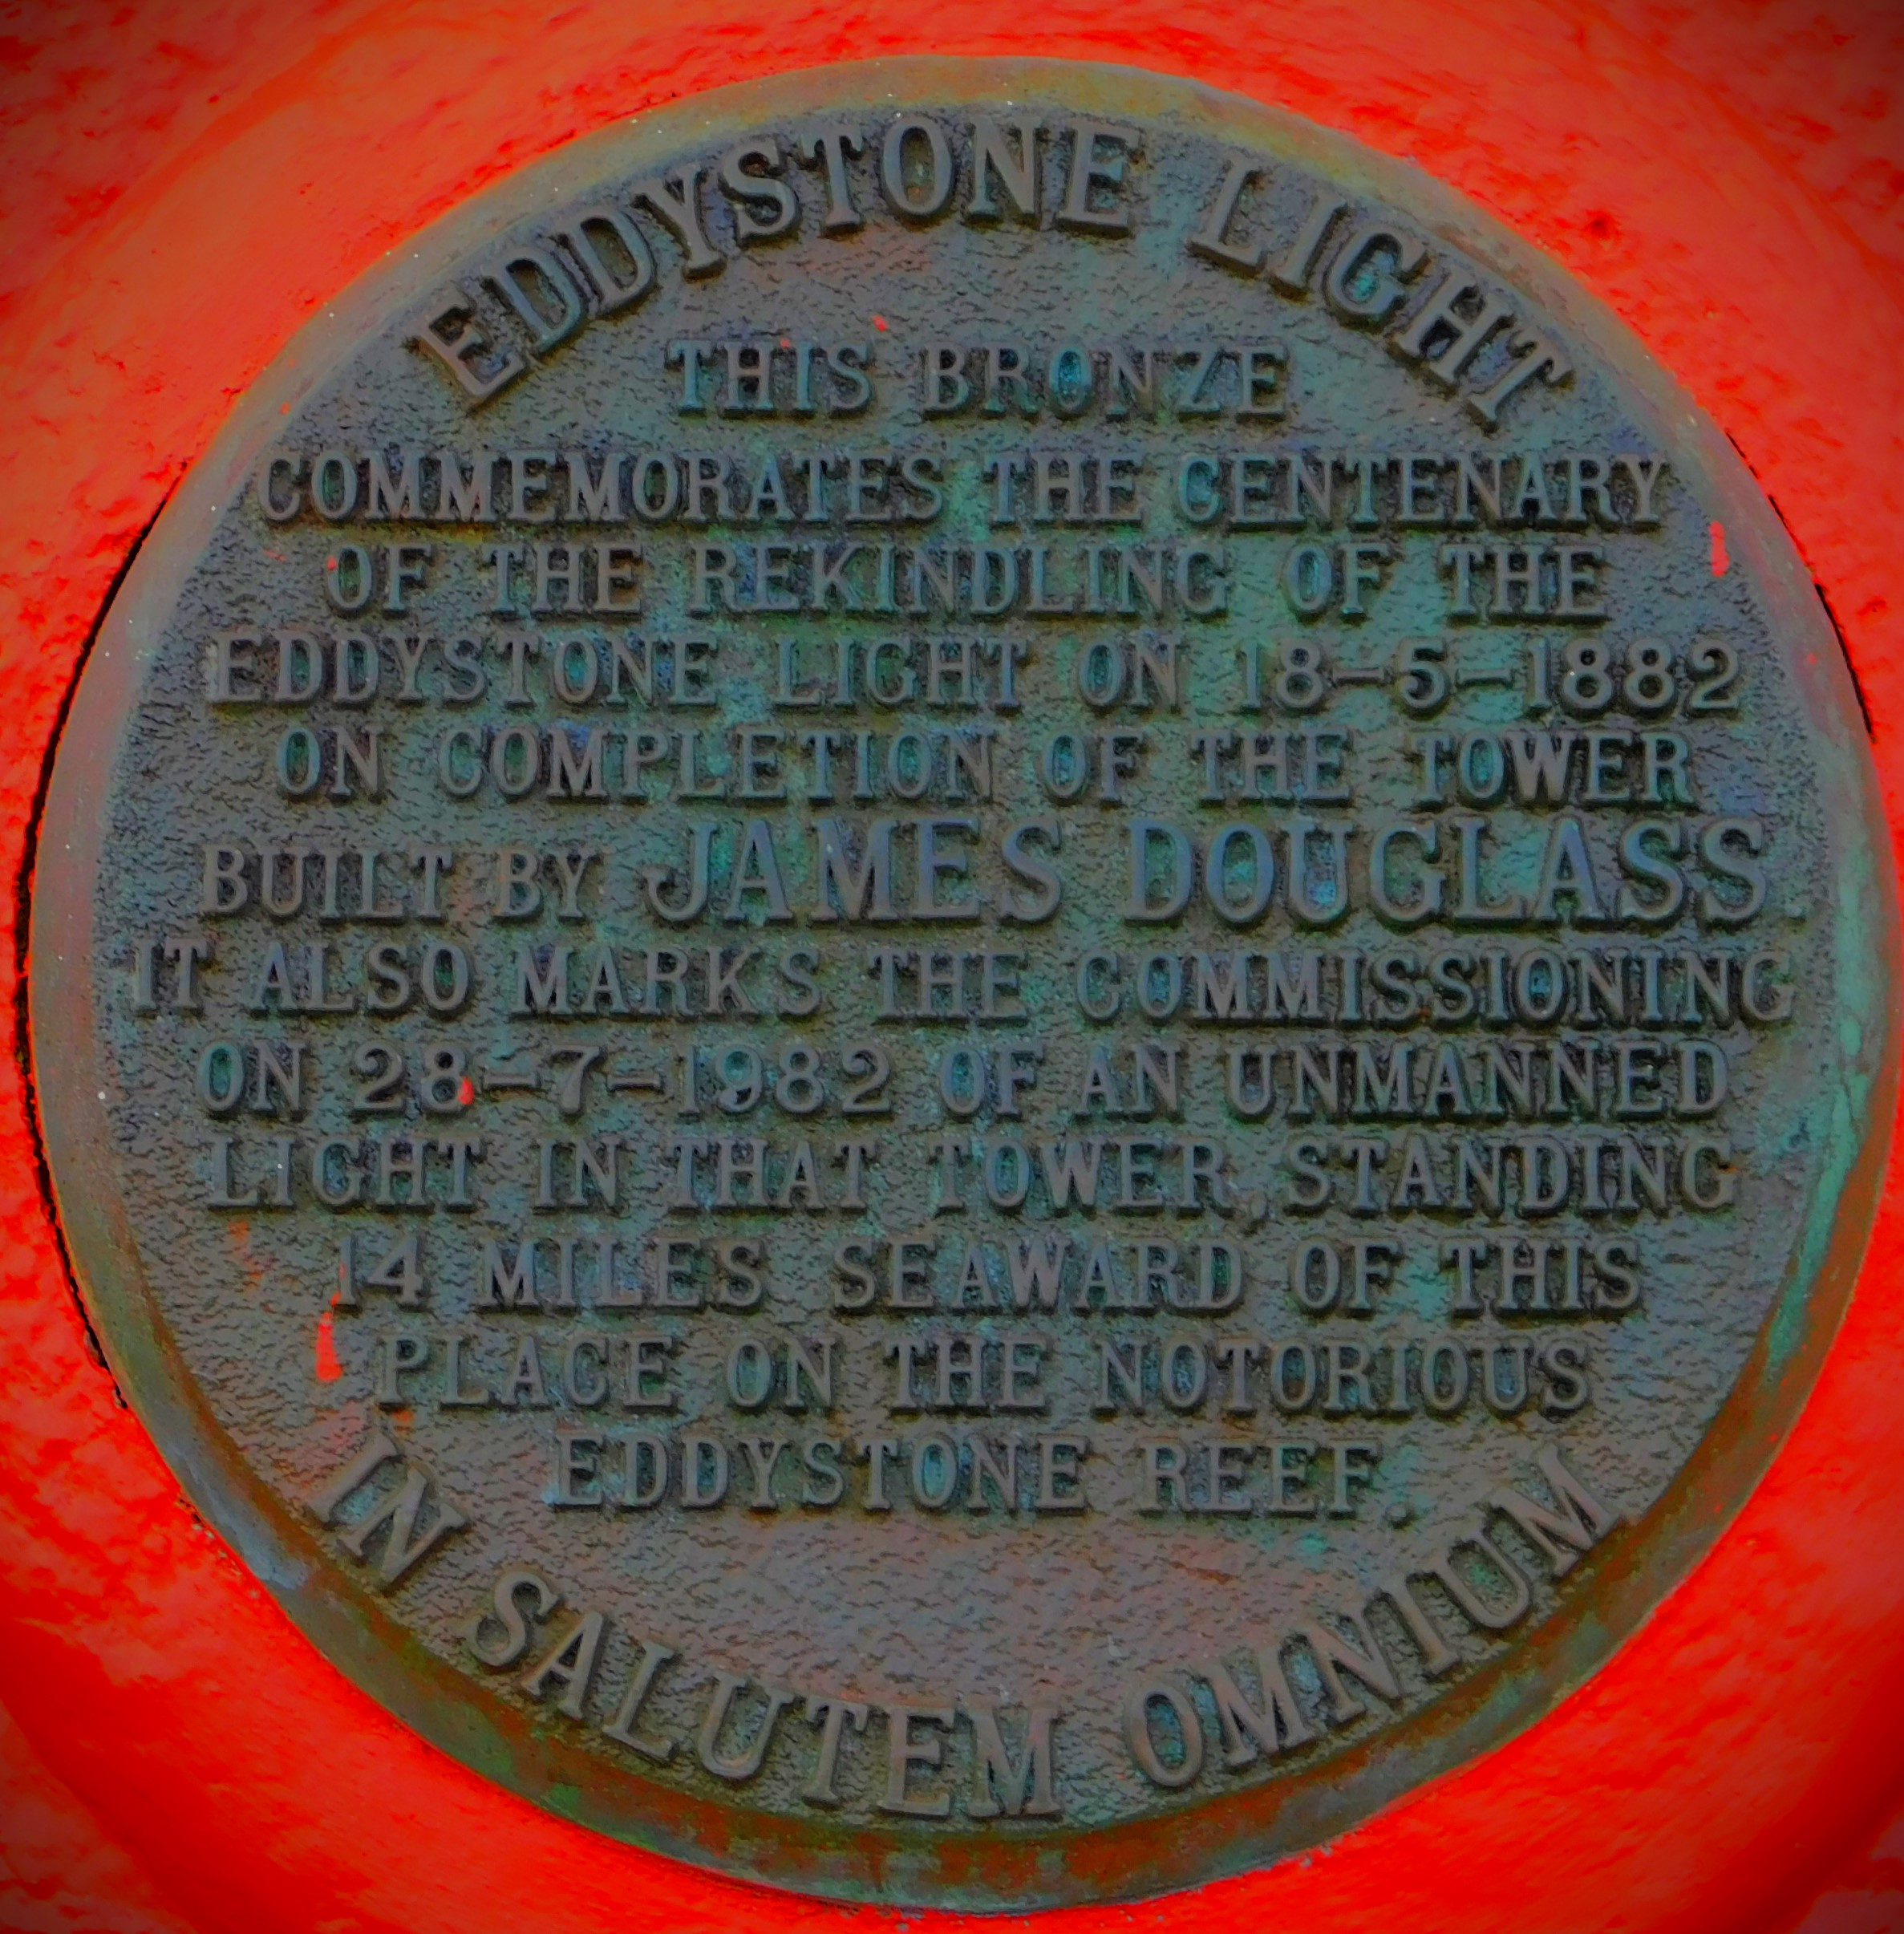 EDDYSTONE LIGHT
THIS BRONZE
COMMEMORATES THE CENTENARY
OF THE REKINDLING OF THE
EDDYSTONE LIGHT ON 18-5-1882
ON COMPLETION OF THE TOWER
BUILT BY JAMES DOUGLASS.
IT ALSO MARKS THE COMMISSIONING
ON 28-7-1982 OF AN UNMANNED
LIGHT IN THAT TOWER, STANDING
14 MILES SEAWARD OF THIS
PLACE ON THE NOTORIOUS
EDDYSTONE REEF.
IN SALUTEM OMNIUM